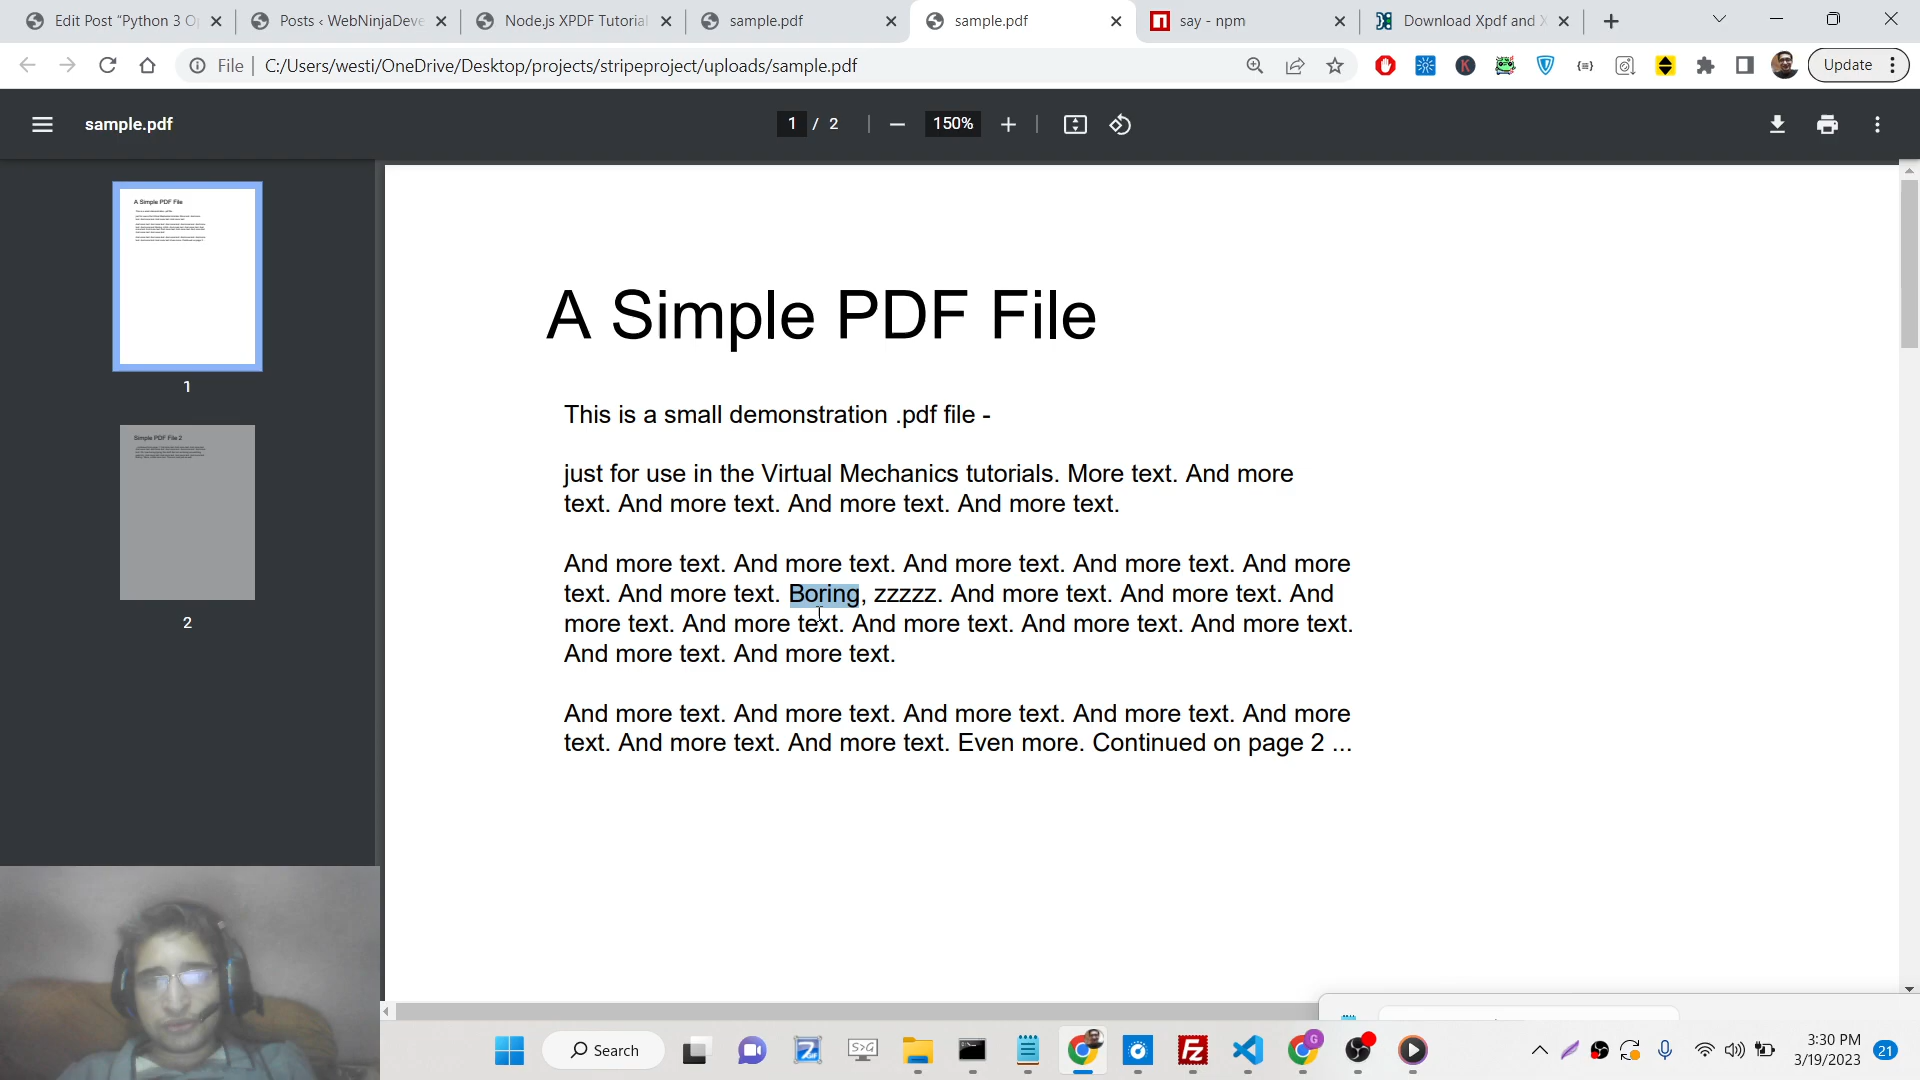 Edit Post “Python 3 O
Posts ‹ WebNinjaDeve
Node.js XPDF Tutorial
sample.pdf
sample.pdf
say - npm
Download Xpdf and X
File
C:/Users/westi/OneDrive/Desktop/projects/stripeproject/uploads/sample.pdf
Update
sample.pdf
1 / 2
150%
A Simple PDF File
1
Simple PDF File 2
2
A Simple PDF File
This is a small demonstration .pdf file -
just for use in the Virtual Mechanics tutorials. More text. And more
text. And more text. And more text. And more text.
And more text. And more text. And more text. And more text. And more
text. And more text. Boring, zzzzz. And more text. And more text. And
more text. And more text. And more text. And more text. And more text.
And more text. And more text.
And more text. And more text. And more text. And more text. And more
text. And more text. And more text. Even more. Continued on page 2 ...
Search
3:30 PM
3/19/2023
21